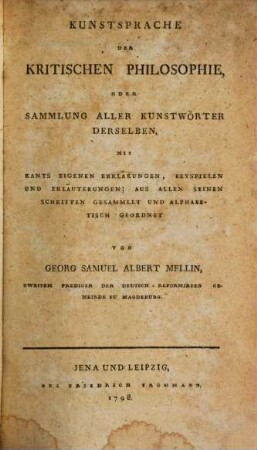 KUNSTSPRACHE
DER
KRITISCHEN PHILOSOPHIE,
ODER
SAMMLUNG ALLER KUNSTWÖRTER
DERSELBEN,
MIT
KANTS EIGENEN ERKLÄRUNGEN, BEYSPIELEN
UND ERLÄUTERUNGEN; AUS ALLEN SEINEN
SCHRIFTEN GESAMMLET UND ALPHABE-
TISCH GEORDNET
VON
GEORG SAMUEL ALBERT MELLIN,
ZWEITEM PREDIGER DER DEUTSCH-REFORMIRTEN GE-
MEINDE ZU MAGDEBURG.
JENA UND LEIPZIG,
BEI FRIEDRICH FROMMANN,
1798.